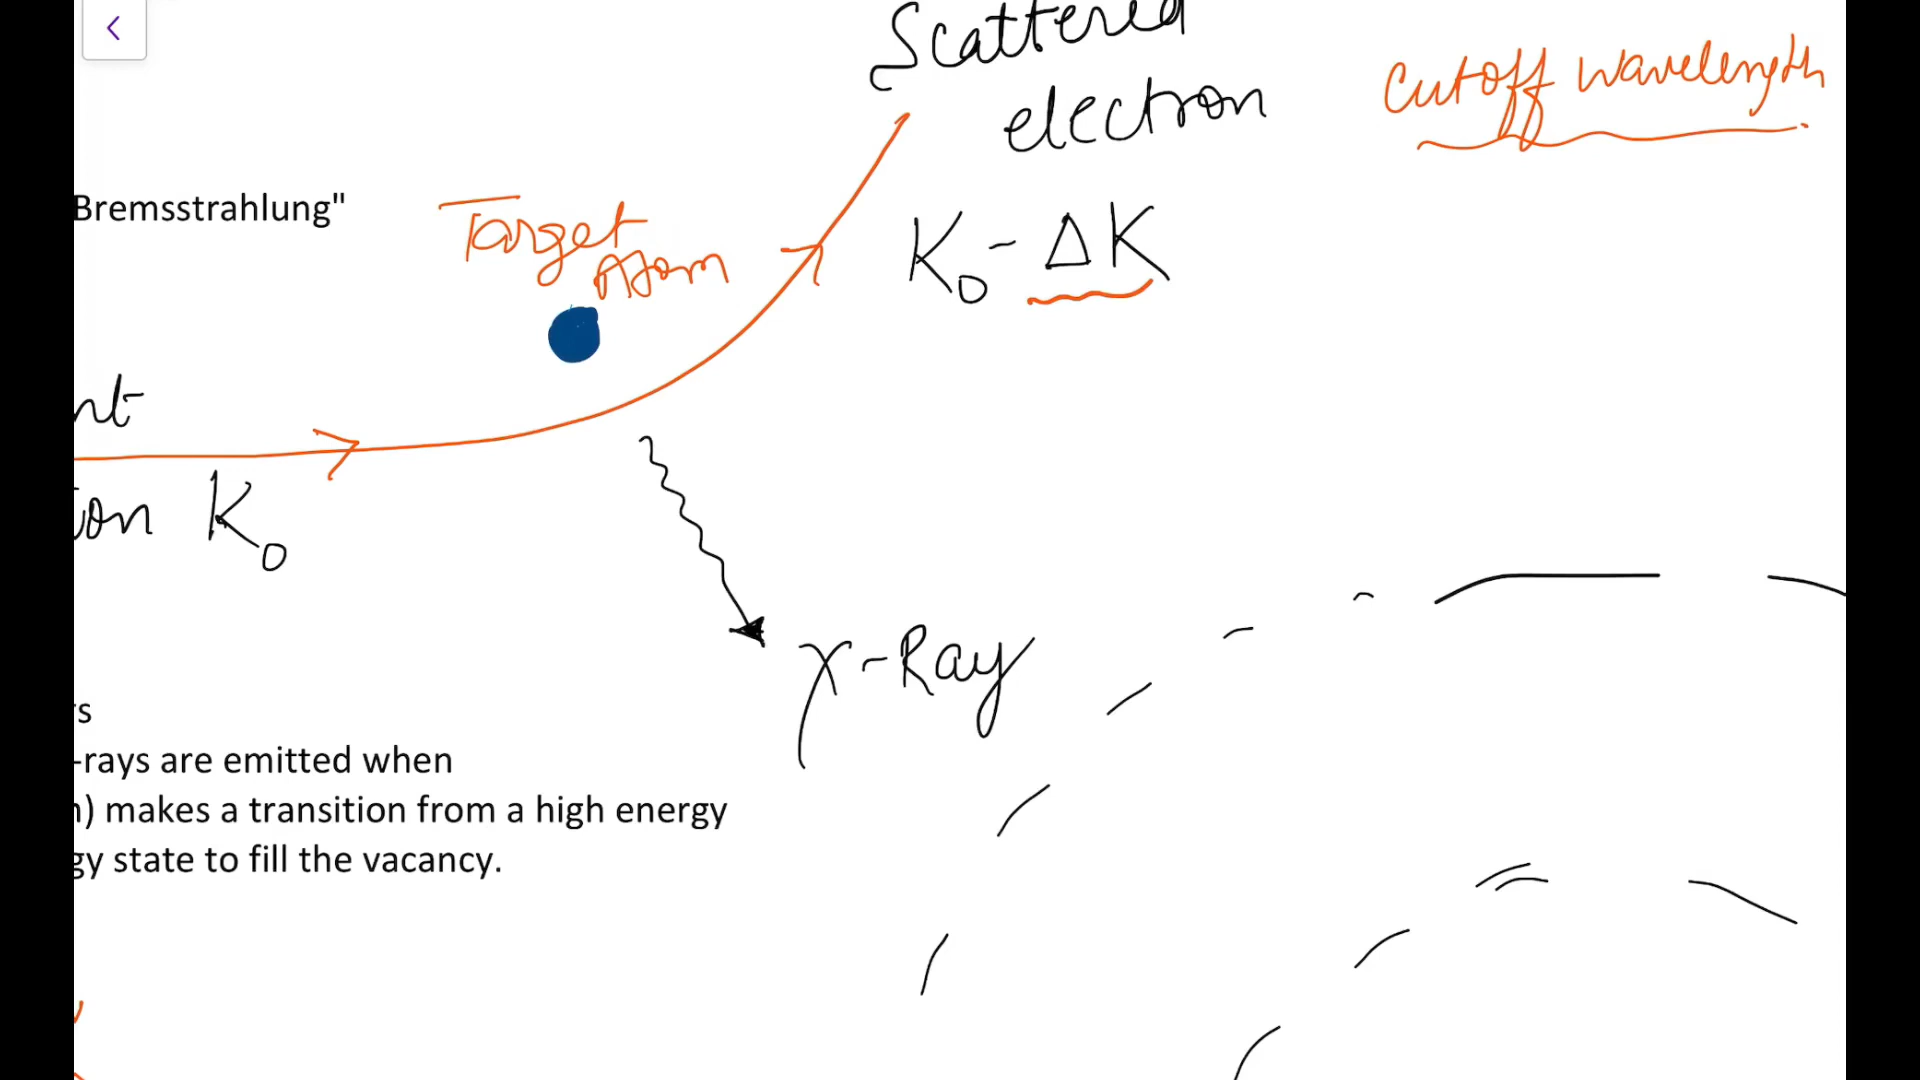 Scattered
electron
Cutoff wavelength
Bremsstrahlung"
Target
Atom
K₀ - ΔK
nt
ion K₀
X-Ray
s
-rays are emitted when
) makes a transition from a high energy
gy state to fill the vacancy.